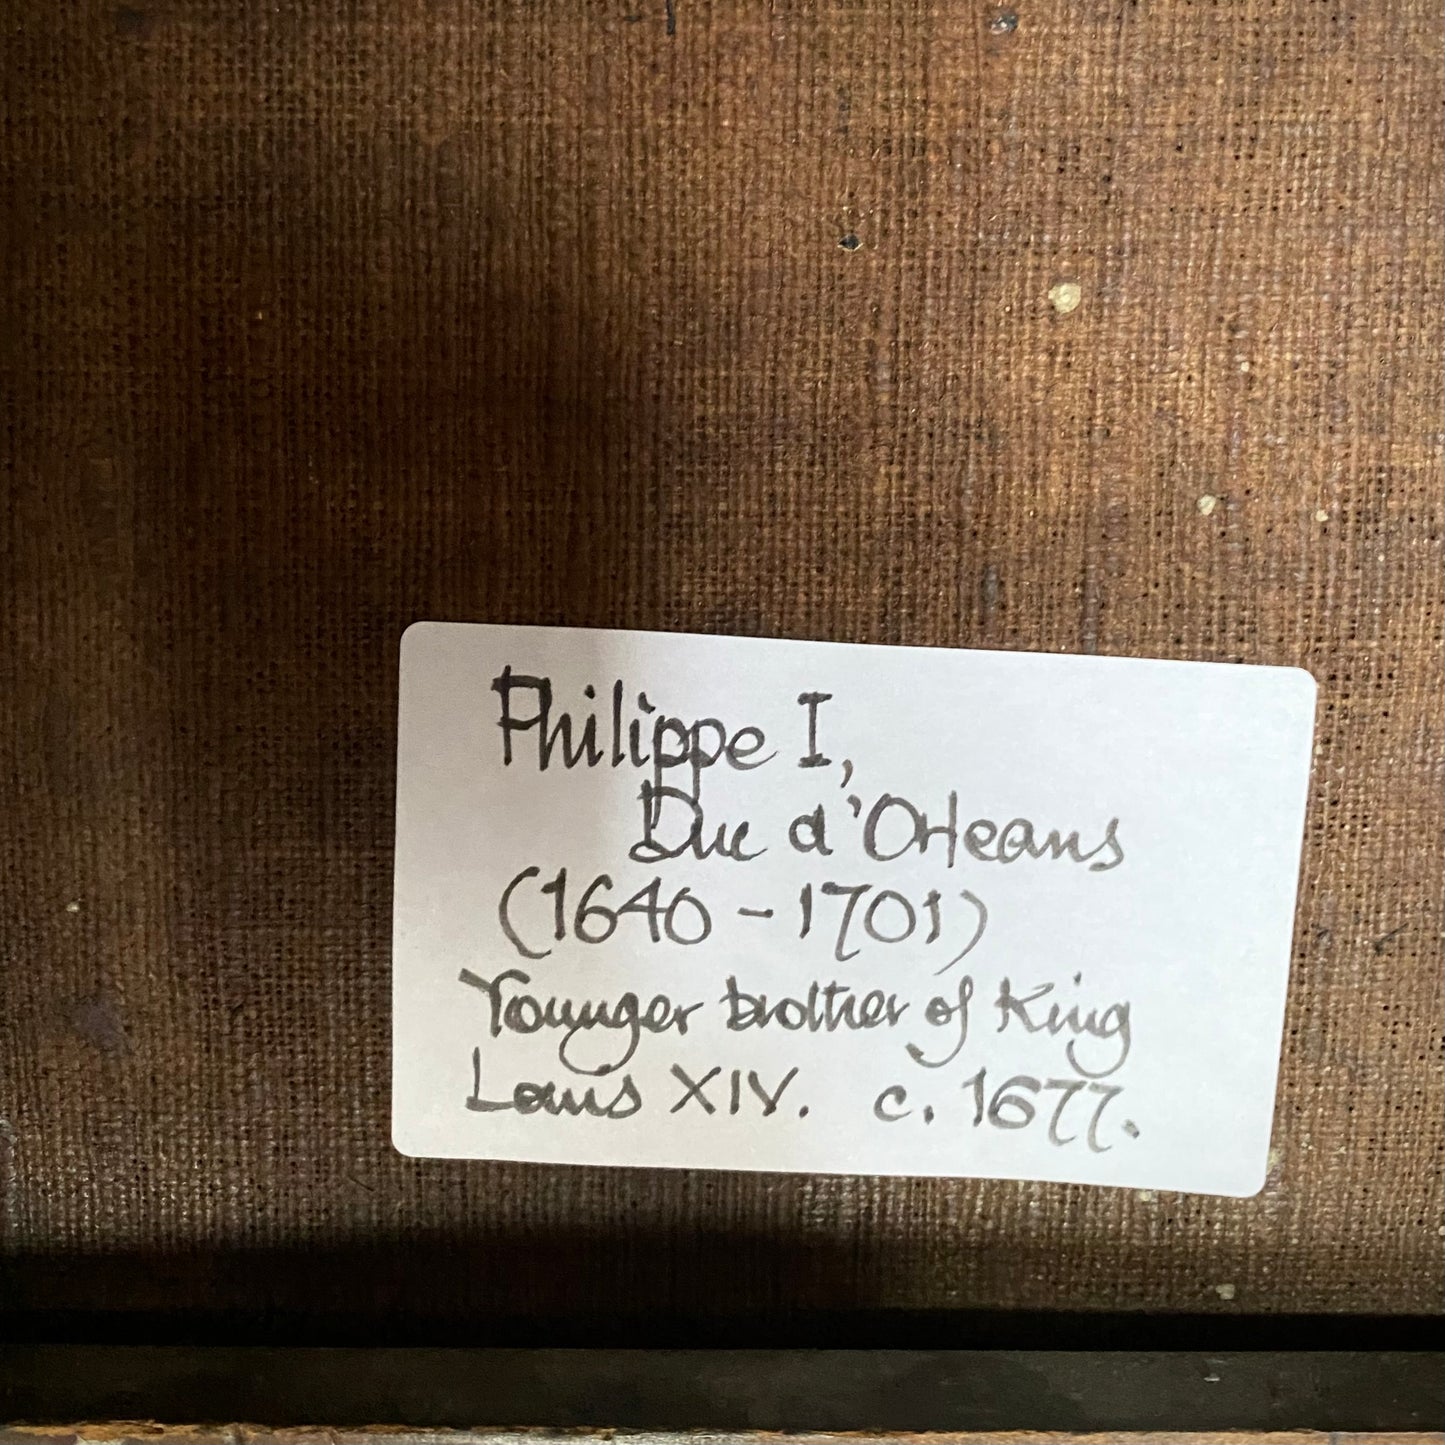 Philippe I,
Duc d'Orleans
(1640 - 1701)
Younger brother of King
Louis XIV. c. 1677.